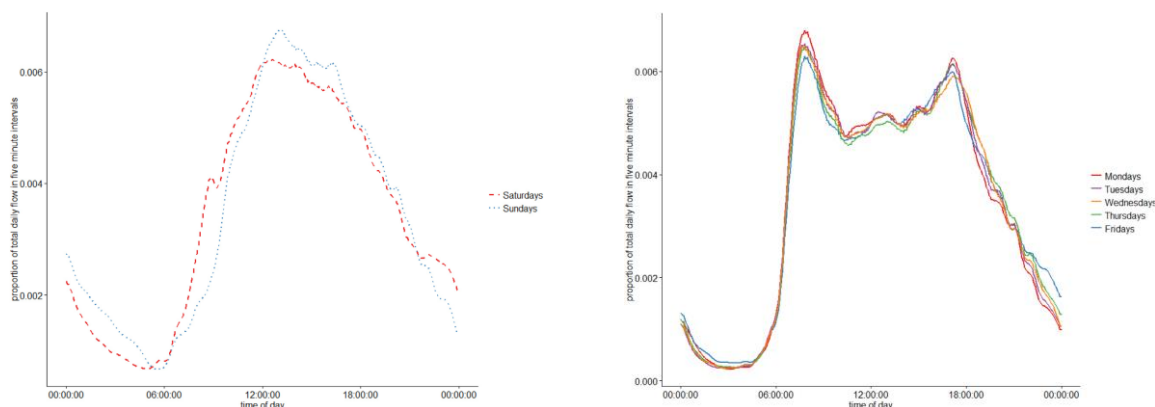 proportion of total daily flow in five minute intervals
0.006
0.004
0.002
00:00:00 06:00:00 12:00:00 18:00:00 00:00:00
time of day
Saturdays
Sundays
proportion of total daily flow in five minute intervals
0.006
0.004
0.002
0.000
00:00:00 06:00:00 12:00:00 18:00:00 00:00:00
time of day
Mondays
Tuesdays
Wednesdays
Thursdays
Fridays